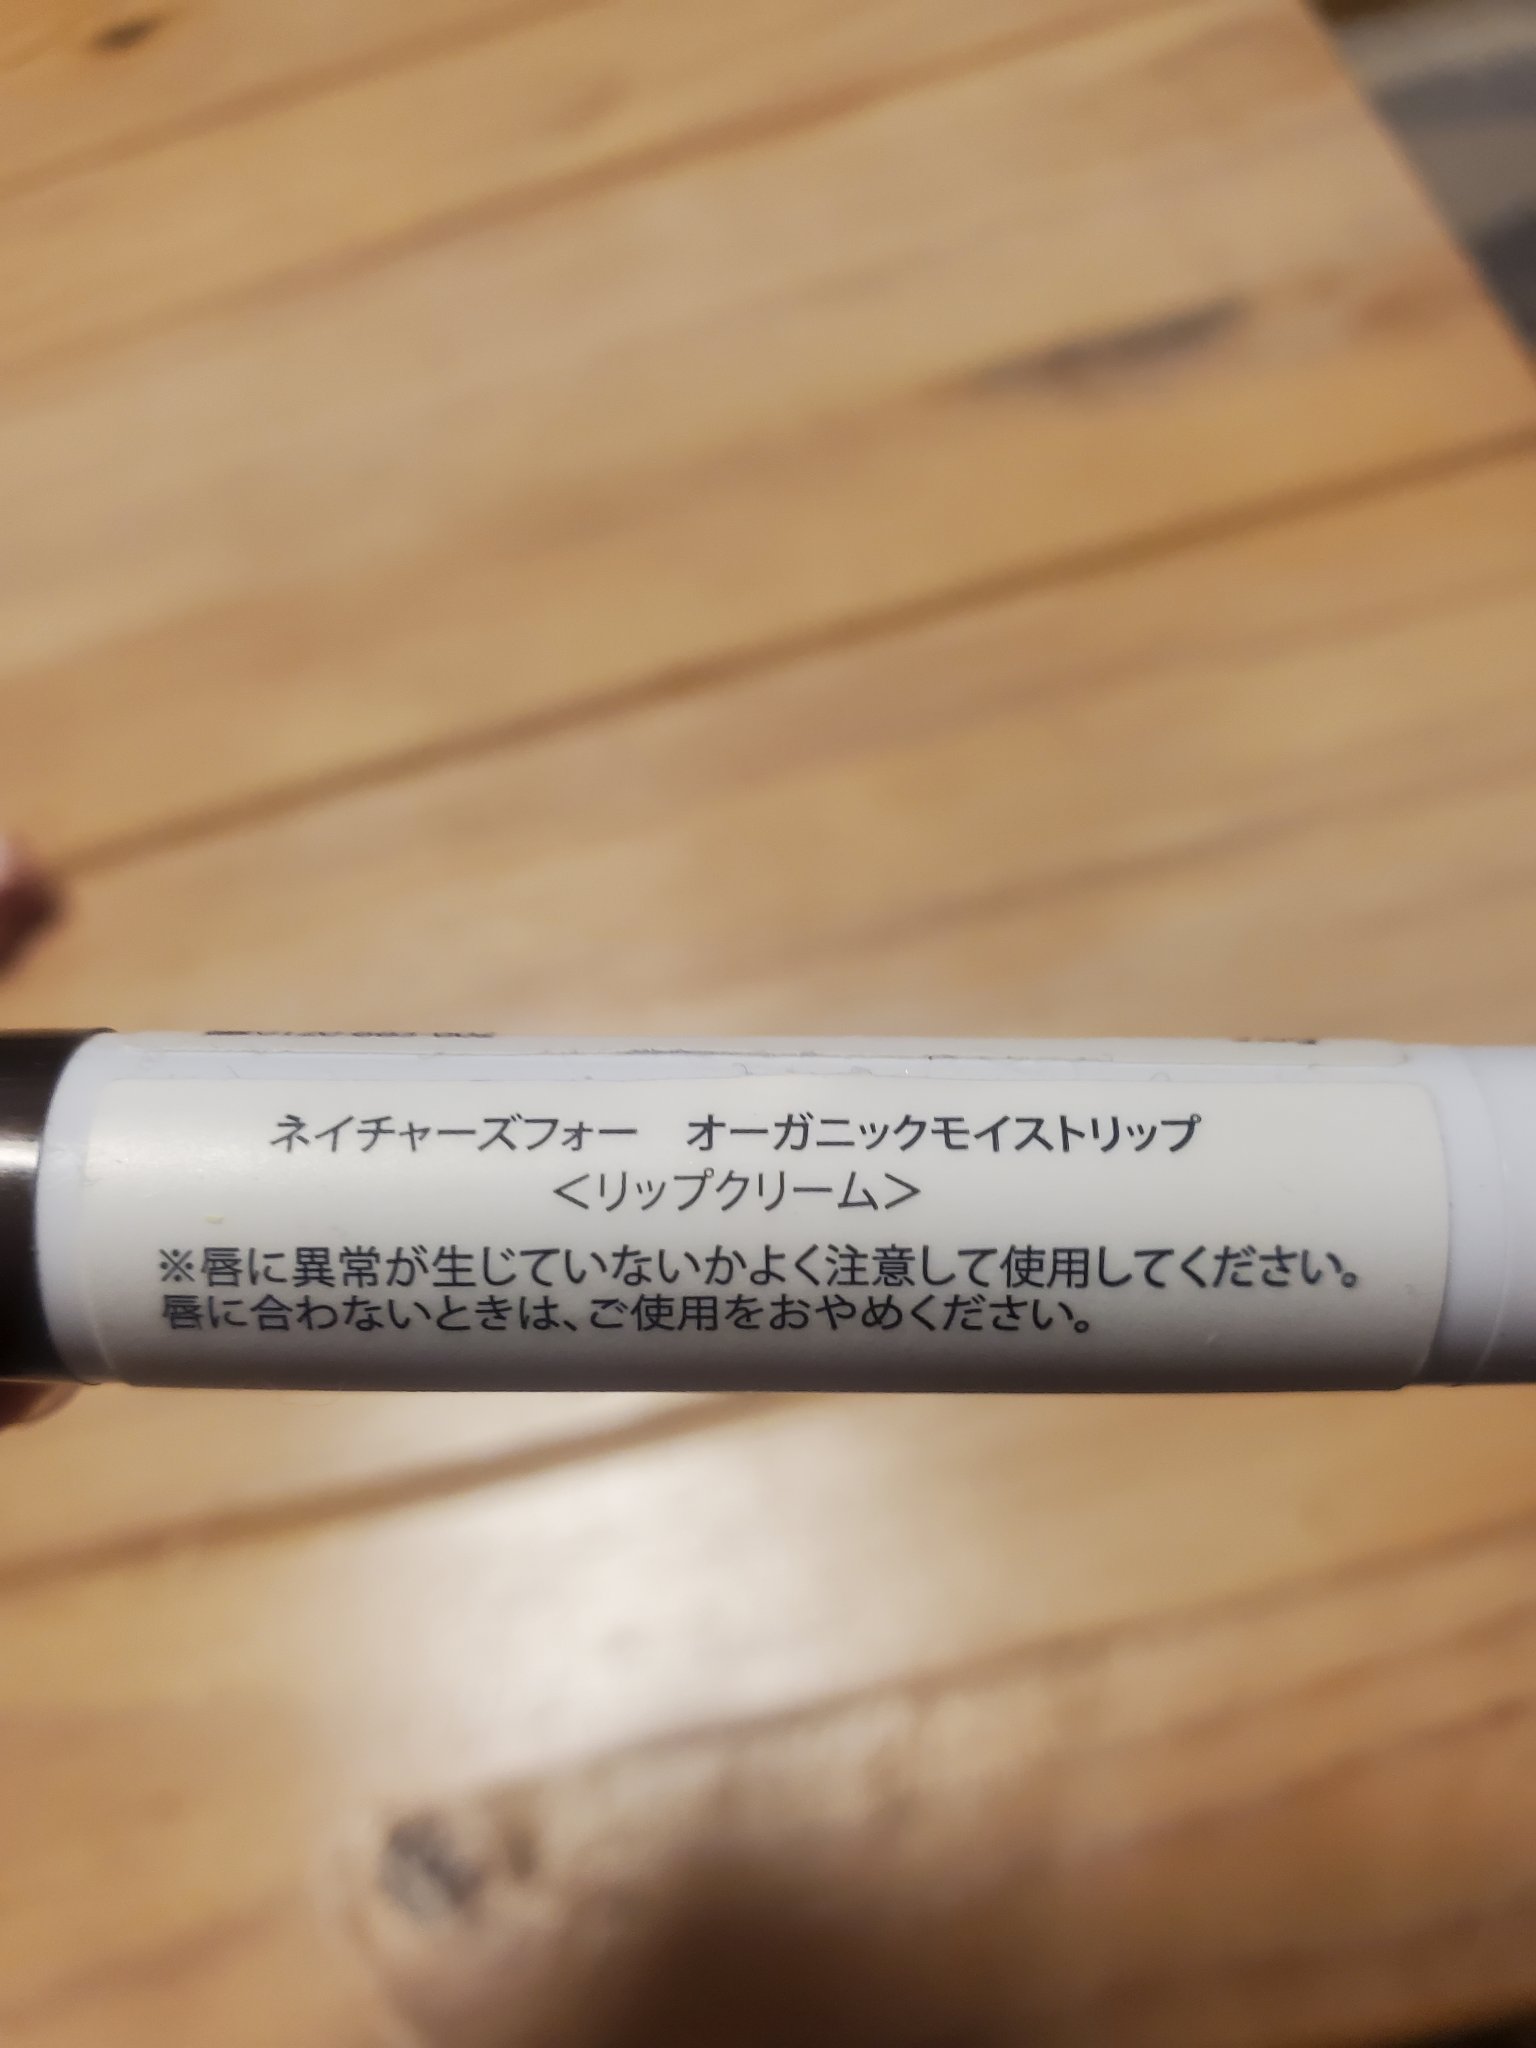 ネイチャーズフォー　オーガニックモイストリップ
＜リップクリーム＞
※唇に異常が生じていないかよく注意して使用してください。
唇に合わないときは、ご使用をおやめください。